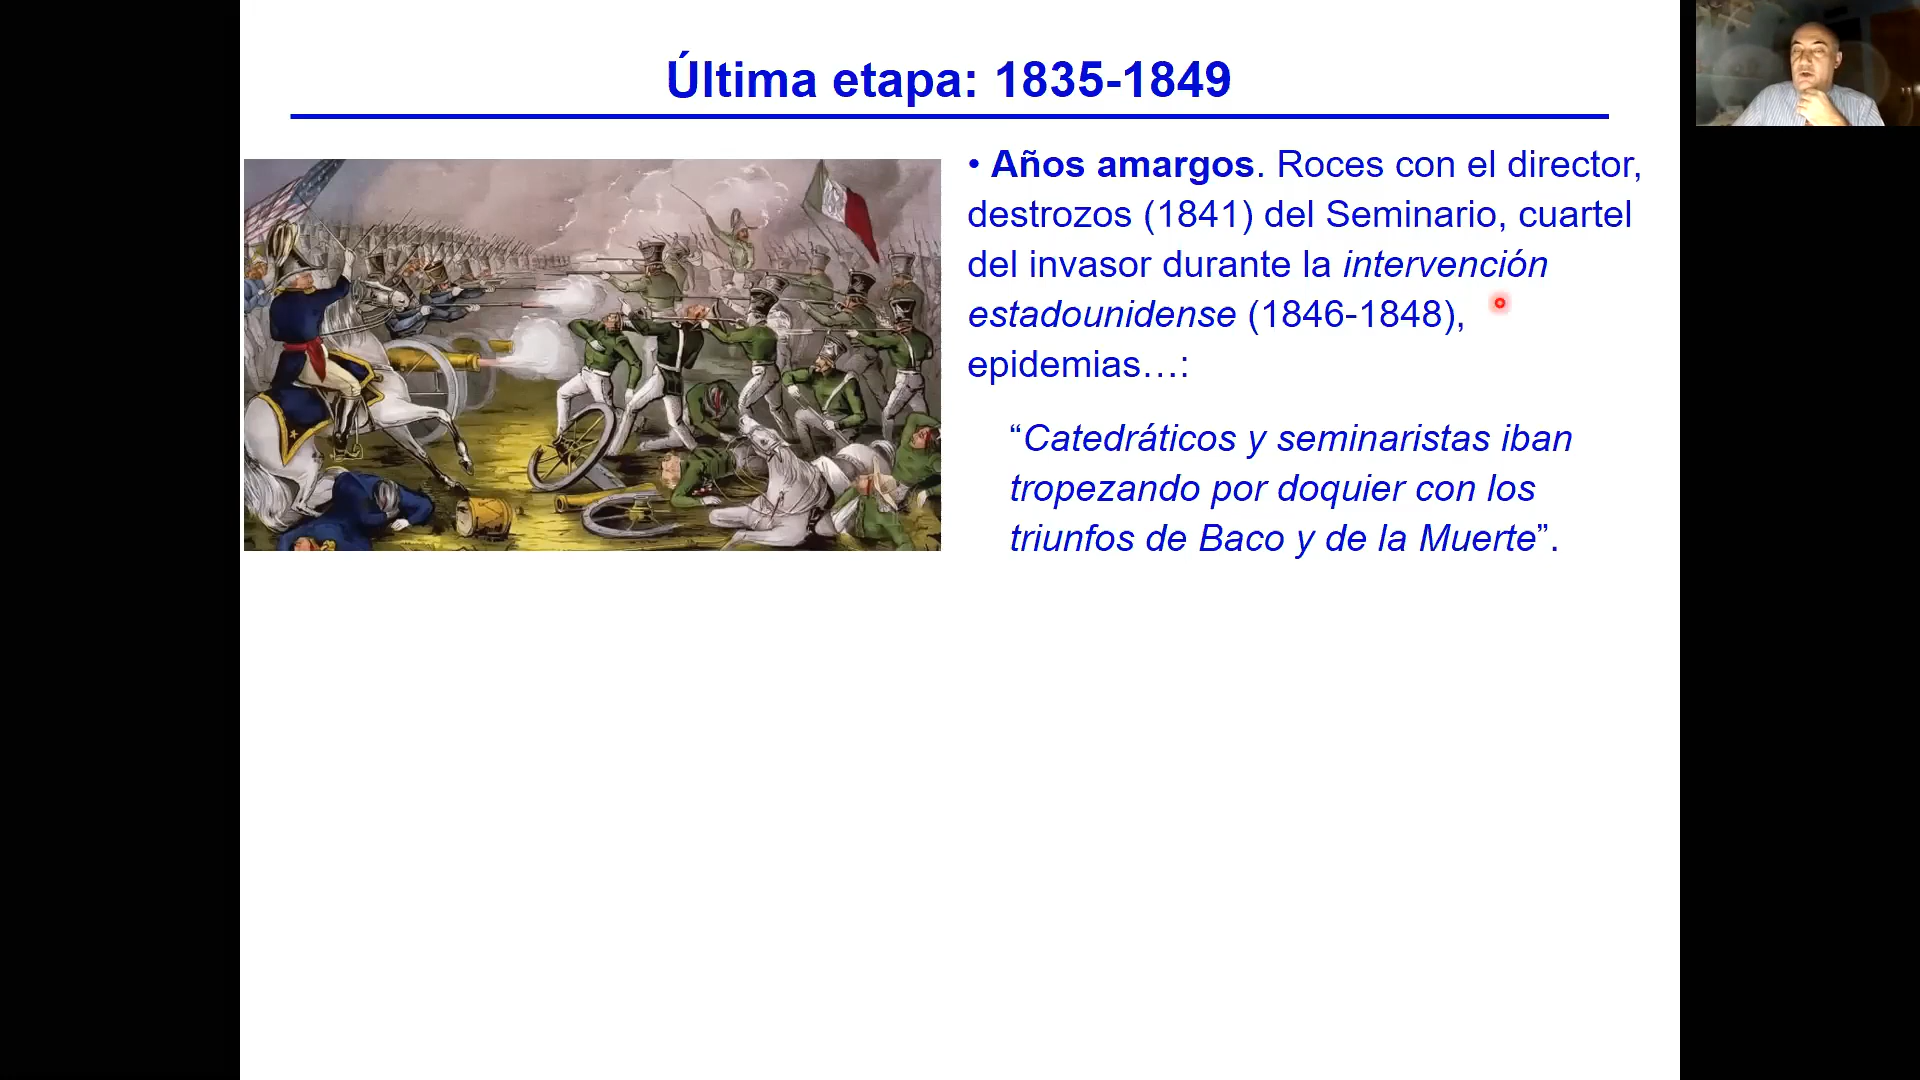 Última etapa: 1835-1849
• Años amargos. Roces con el director,
destrozos (1841) del Seminario, cuartel
del invasor durante la intervención
estadounidense (1846-1848),
epidemias…:
“Catedráticos y seminaristas iban
tropezando por doquier con los
triunfos de Baco y de la Muerte”.